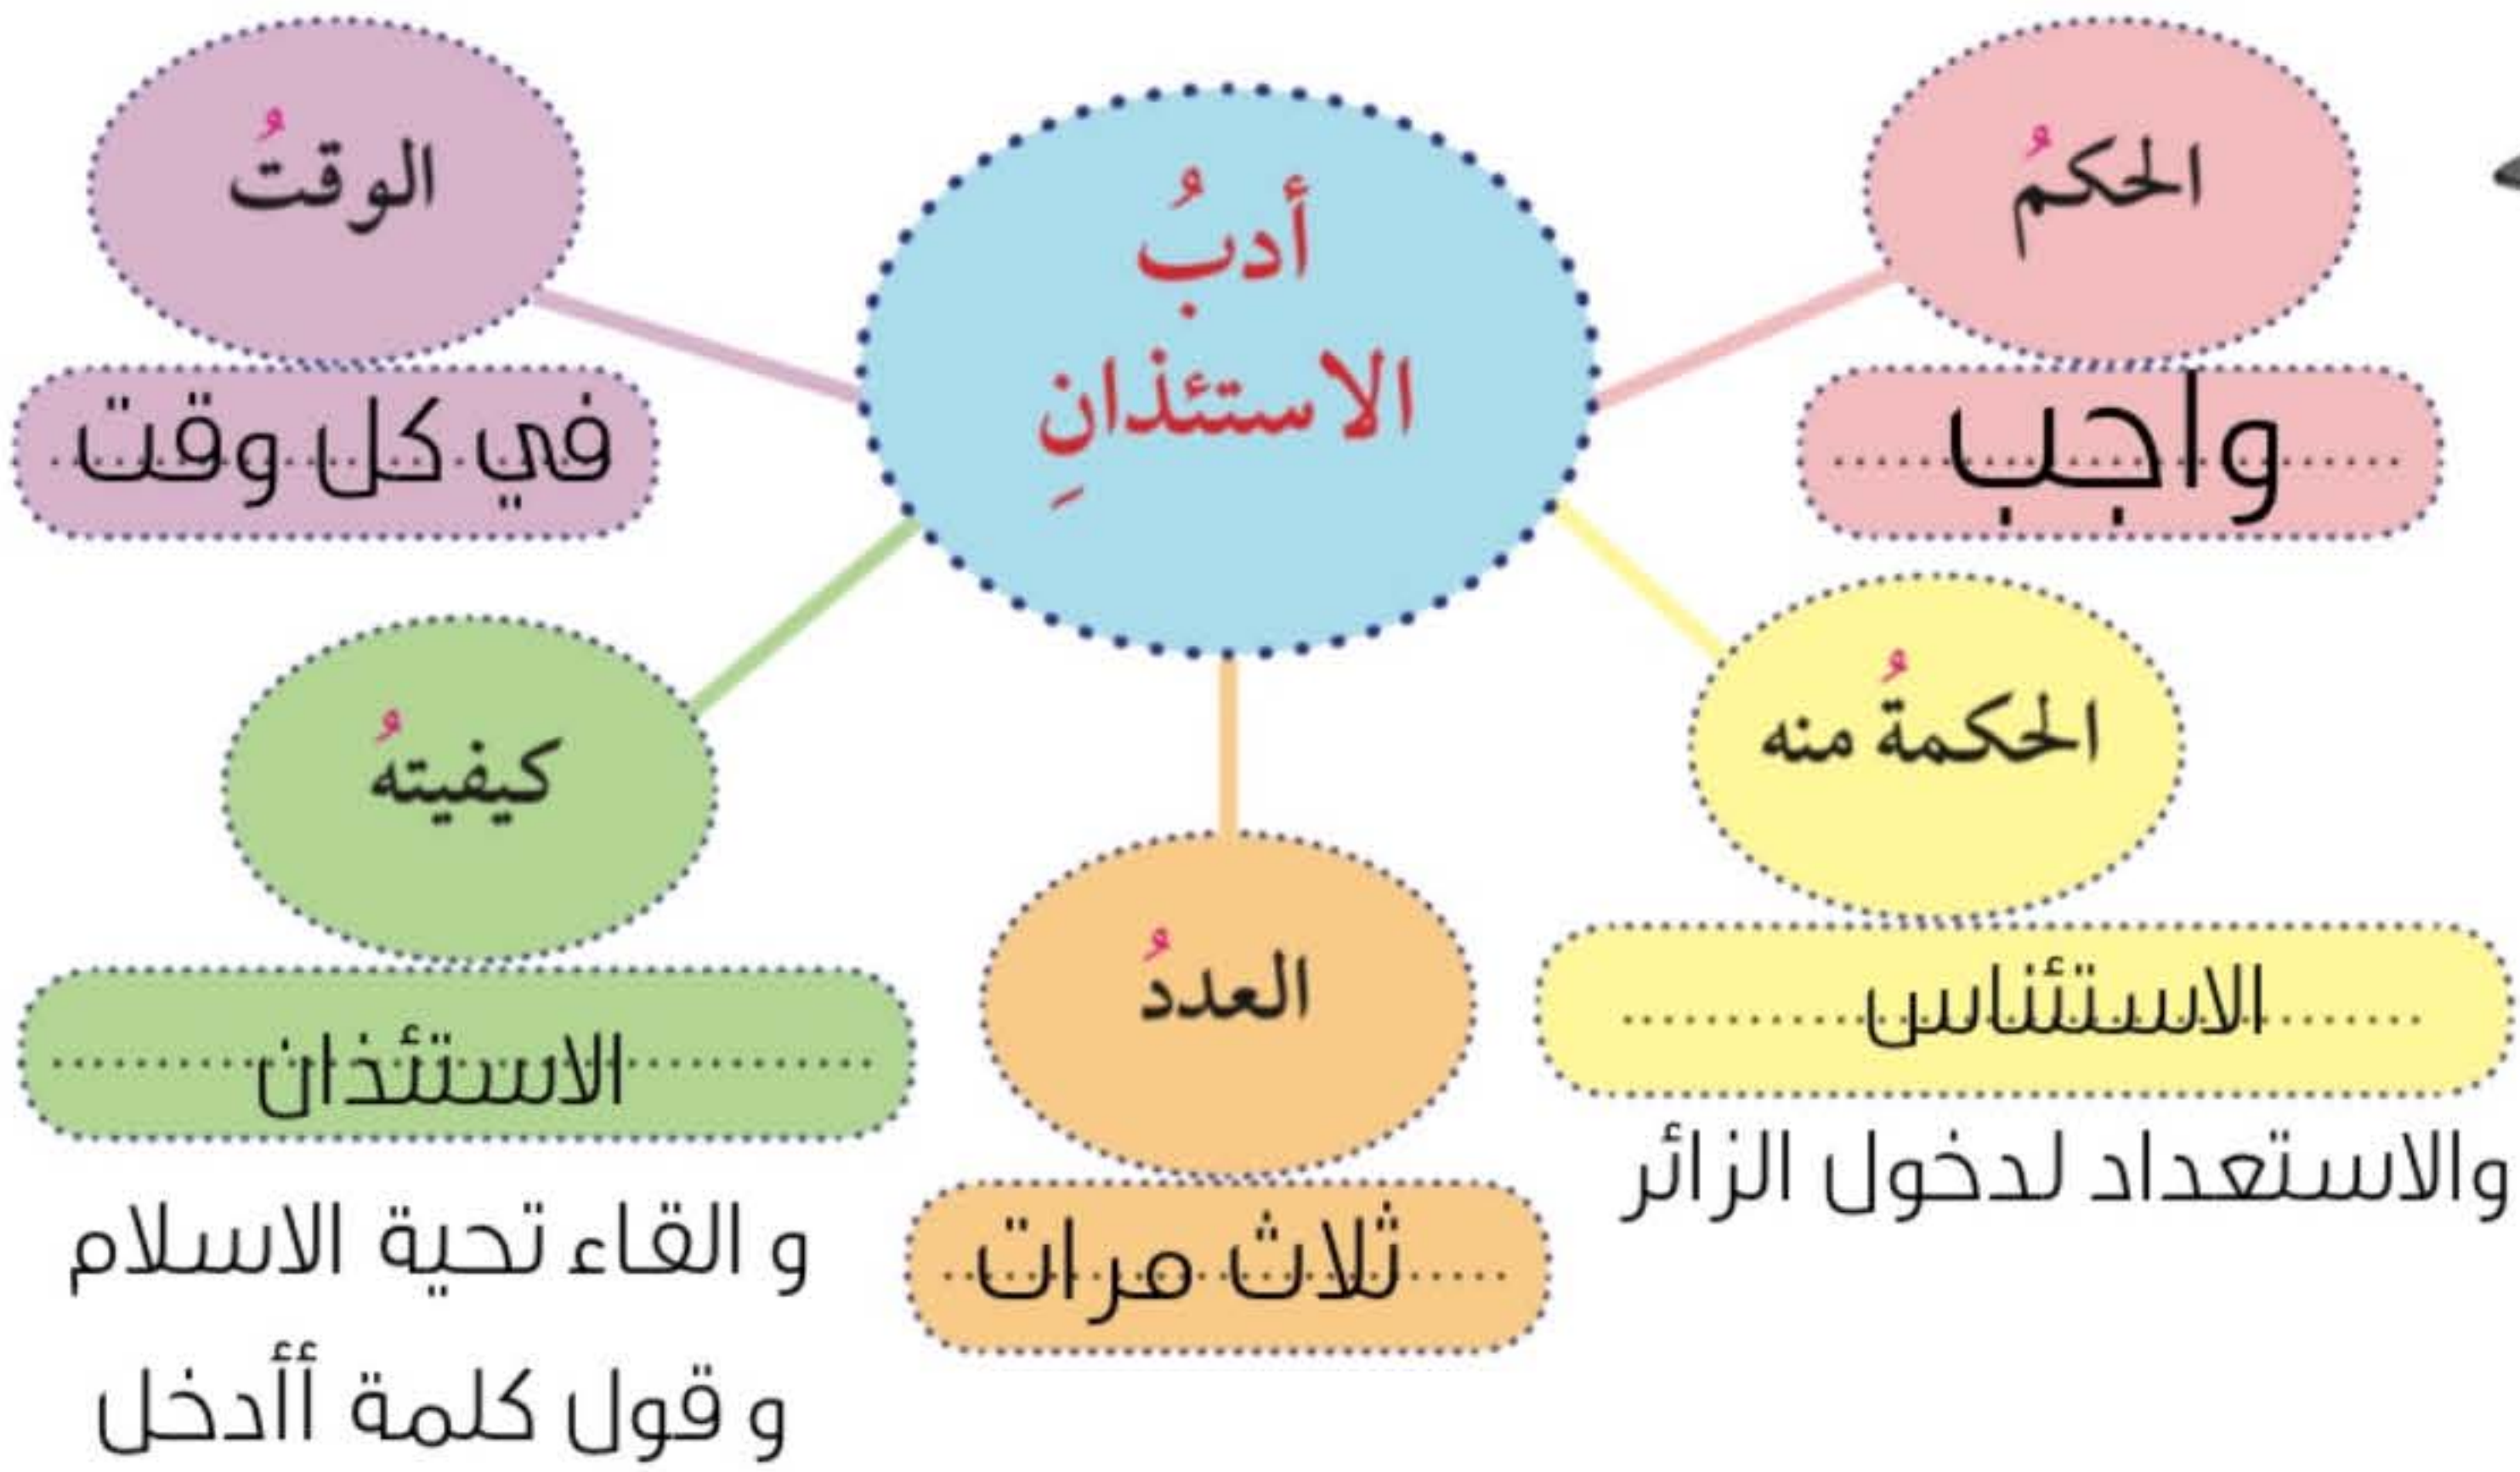 أدبُ
الاستئذانِ
الحكمُ
واجب
الحكمةُ منه
الاستئناس
والاستعداد لدخول الزائر
العددُ
ثلاث مرات
كيفيتهُ
الاستئذان
و القاء تحية الاسلام
و قول كلمة أأدخل
الوقتُ
في كل وقت